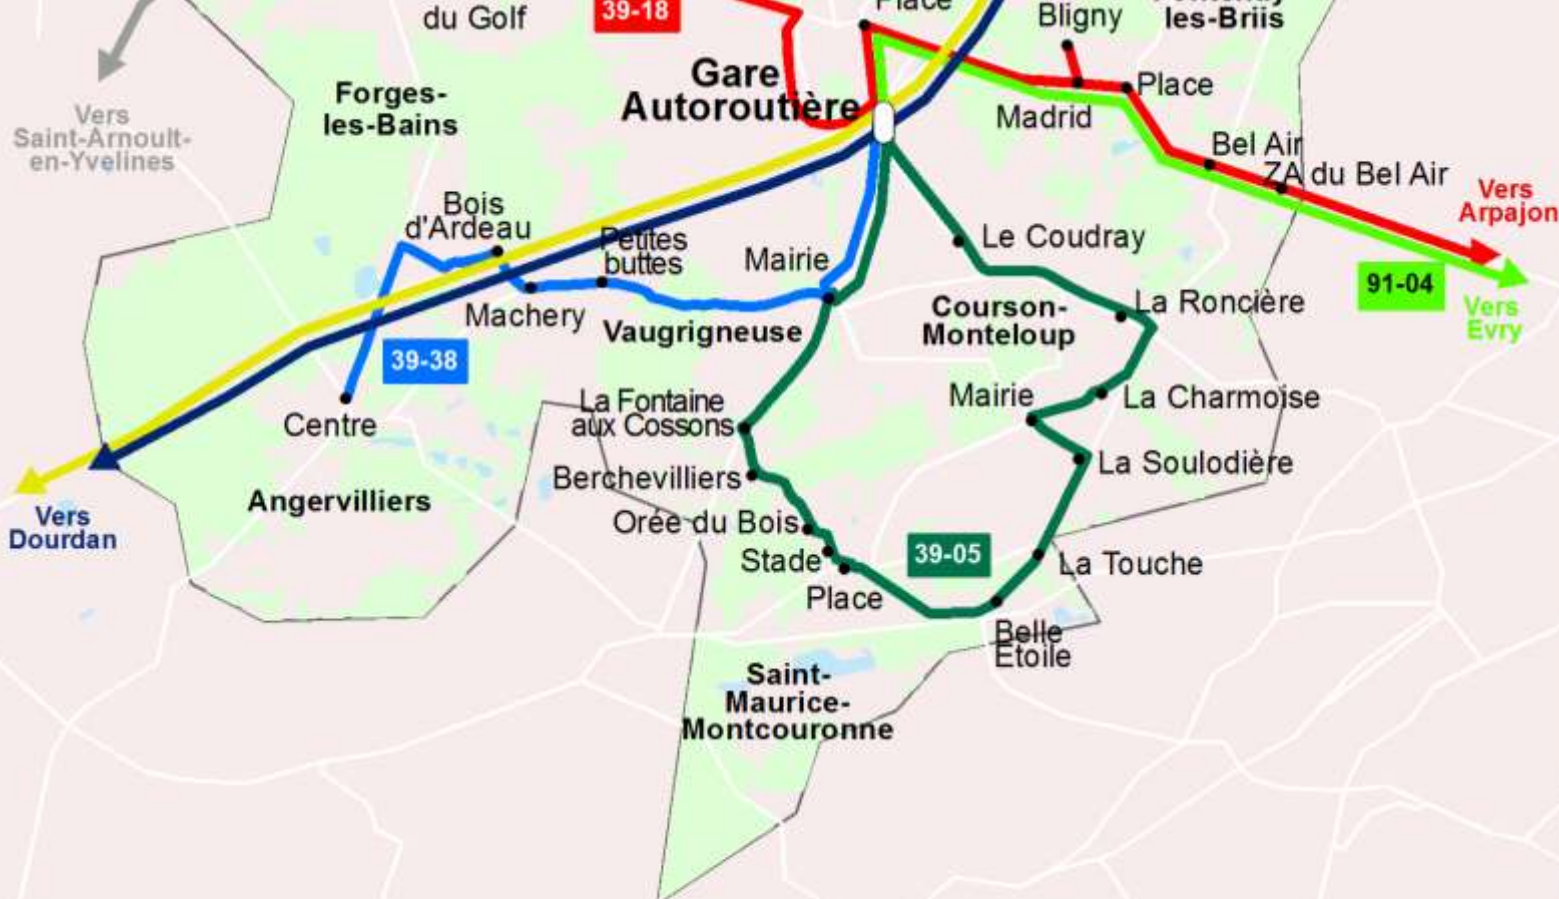 du Golf
39-18
Place
Bligny
les-Briis
Gare
Autoroutière
Forges-
les-Bains
Place
Madrid
Vers
Saint-Arnoult-
en-Yvelines
Bel Air
ZA du Bel Air
Vers
Arpajon
Bois
d'Ardeau
Petites
buttes
Mairie
Le Coudray
91-04
Vers
Evry
Machery
Vaugrigneuse
Courson-
Monteloup
La Roncière
39-38
Centre
La Fontaine
aux Cossons
Mairie
La Charmoise
Berchevilliers
La Soulodière
Angervilliers
Vers
Dourdan
Orée du Bois
Stade
39-05
La Touche
Place
Belle
Etoile
Saint-
Maurice-
Montcouronne